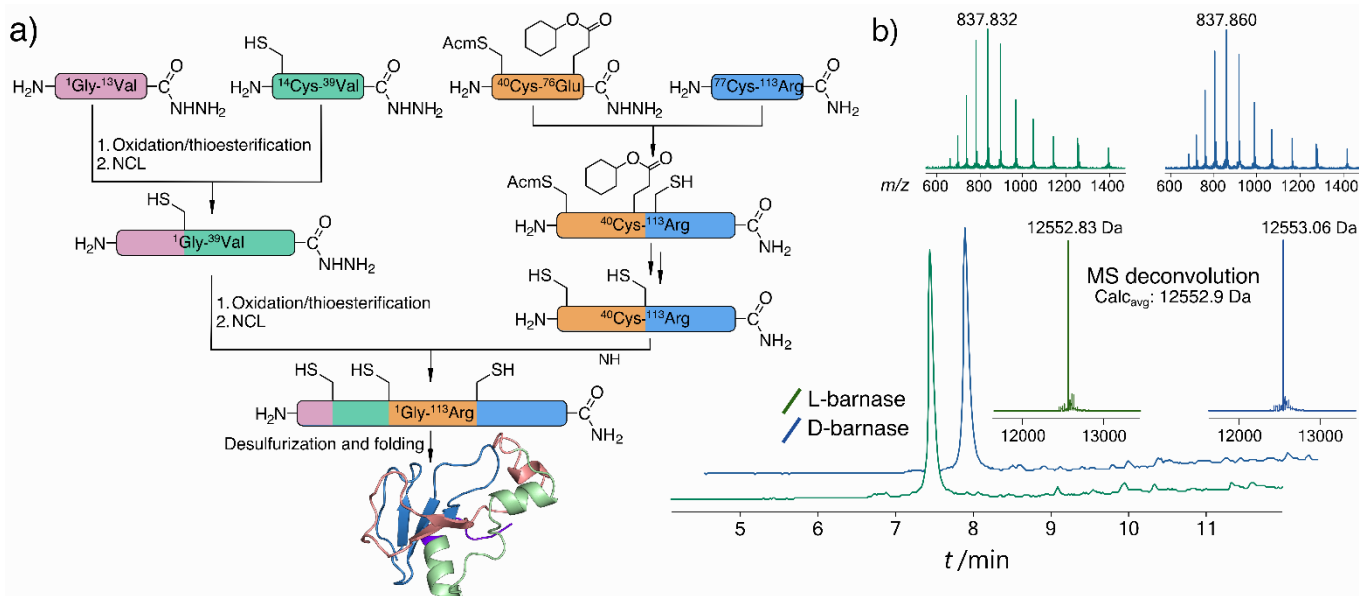 a)
HS
AcmS
O
O
H₂N
¹Gly-¹³Val
O
C
NHNH₂
H₂N
¹⁴Cys-³⁹Val
O
C
NHNH₂
H₂N
⁴⁰Cys-⁷⁶Glu
O
C
NHNH₂
H₂N
⁷⁷Cys-¹¹³Arg
O
C
NH₂
1. Oxidation/thioesterification
2. NCL
O
O
HS
AcmS
SH
H₂N
¹Gly-³⁹Val
O
C
NHNH₂
H₂N
⁴⁰Cys-¹¹³Arg
O
C
NH₂
1. Oxidation/thioesterification
2. NCL
HS
SH
H₂N
⁴⁰Cys-¹¹³Arg
O
C
NH₂
NH
HS
HS
SH
H₂N
¹Gly-¹¹³Arg
O
C
NH₂
Desulfurization and folding
b)
837.832
837.860
m/z
600 800 1000 1200 1400
600 800 1000 1200 1400
12552.83 Da
12553.06 Da
MS deconvolution
Calcavg: 12552.9 Da
L-barnase
D-barnase
12000 13000
12000 13000
5 6 7 8 9 10 11
t /min